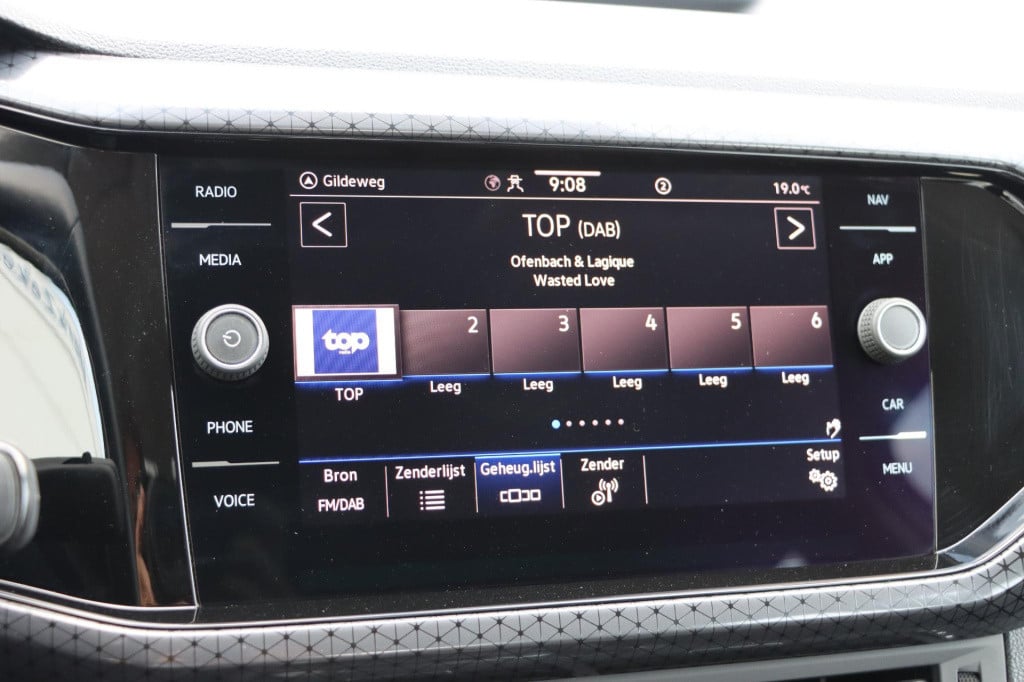 RADIO
MEDIA
PHONE
VOICE
Gildeweg
9:08
2
19.0°C
TOP (DAB)
Ofenbach & Lagique
Wasted Love
top
2
3
4
5
6
TOP
Leeg
Leeg
Leeg
Leeg
Leeg
Bron
FM/DAB
Zenderlijst
Geheug.lijst
Zender
Setup
NAV
APP
CAR
MENU